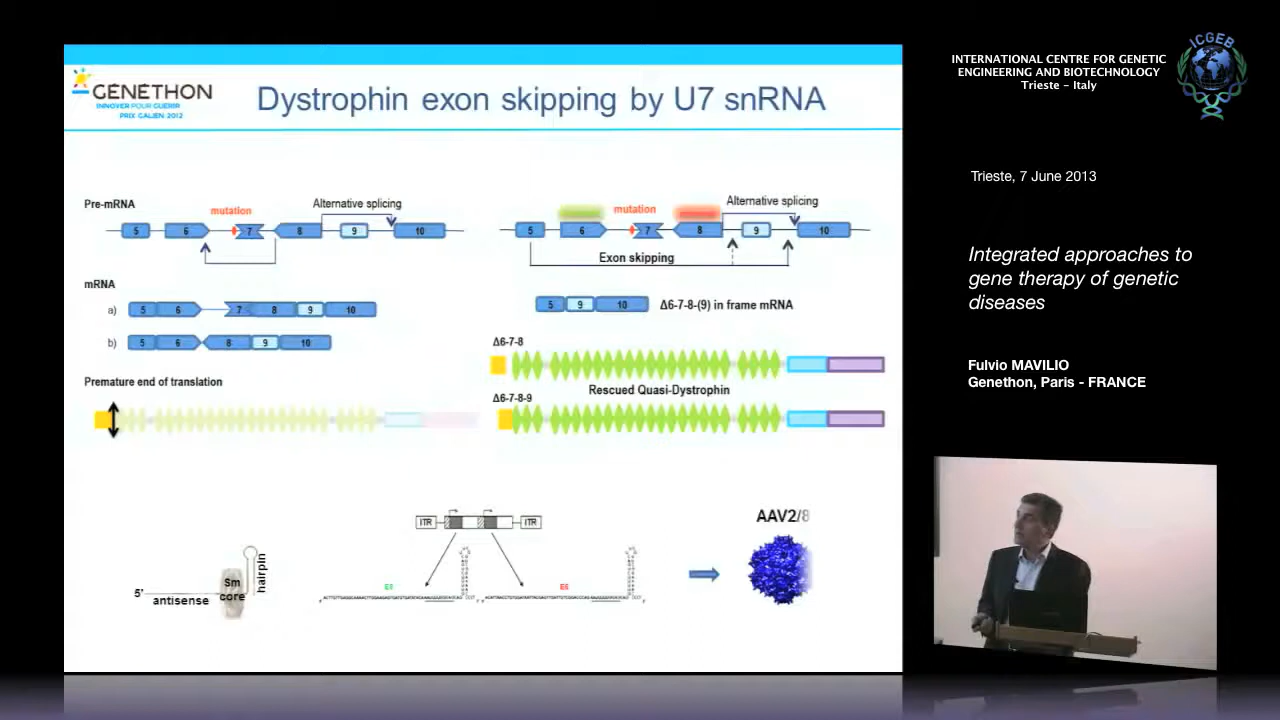 GENETHON
INNOVER POUR GUÉRIR
PRIX GALIEN 2012
Dystrophin exon skipping by U7 snRNA
Pre-mRNA
mutation
Alternative splicing
5 6 7 8 9 10
mRNA
a) 5 6 7 8 9 10
b) 5 6 8 9 10
Premature end of translation
mutation
Alternative splicing
5 6 7 8 9 10
Exon skipping
5 9 10 Δ6-7-8-(9) in frame mRNA
Δ6-7-8
Rescued Quasi-Dystrophin
Δ6-7-8-9
5' antisense
Sm
core
hairpin
ITR ITR
AAV2/8
INTERNATIONAL CENTRE FOR GENETIC
ENGINEERING AND BIOTECHNOLOGY
Trieste - Italy
ICGEB
Trieste, 7 June 2013
Integrated approaches to
gene therapy of genetic
diseases
Fulvio MAVILIO
Genethon, Paris - FRANCE